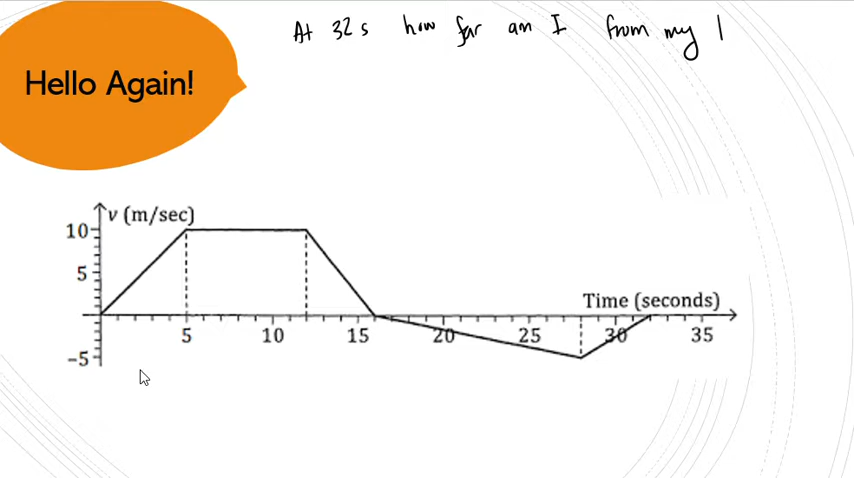 At 32 s how far am I from my
Hello Again!
v (m/sec)
10
5
-5
Time (seconds)
5 10 15 20 25 30 35